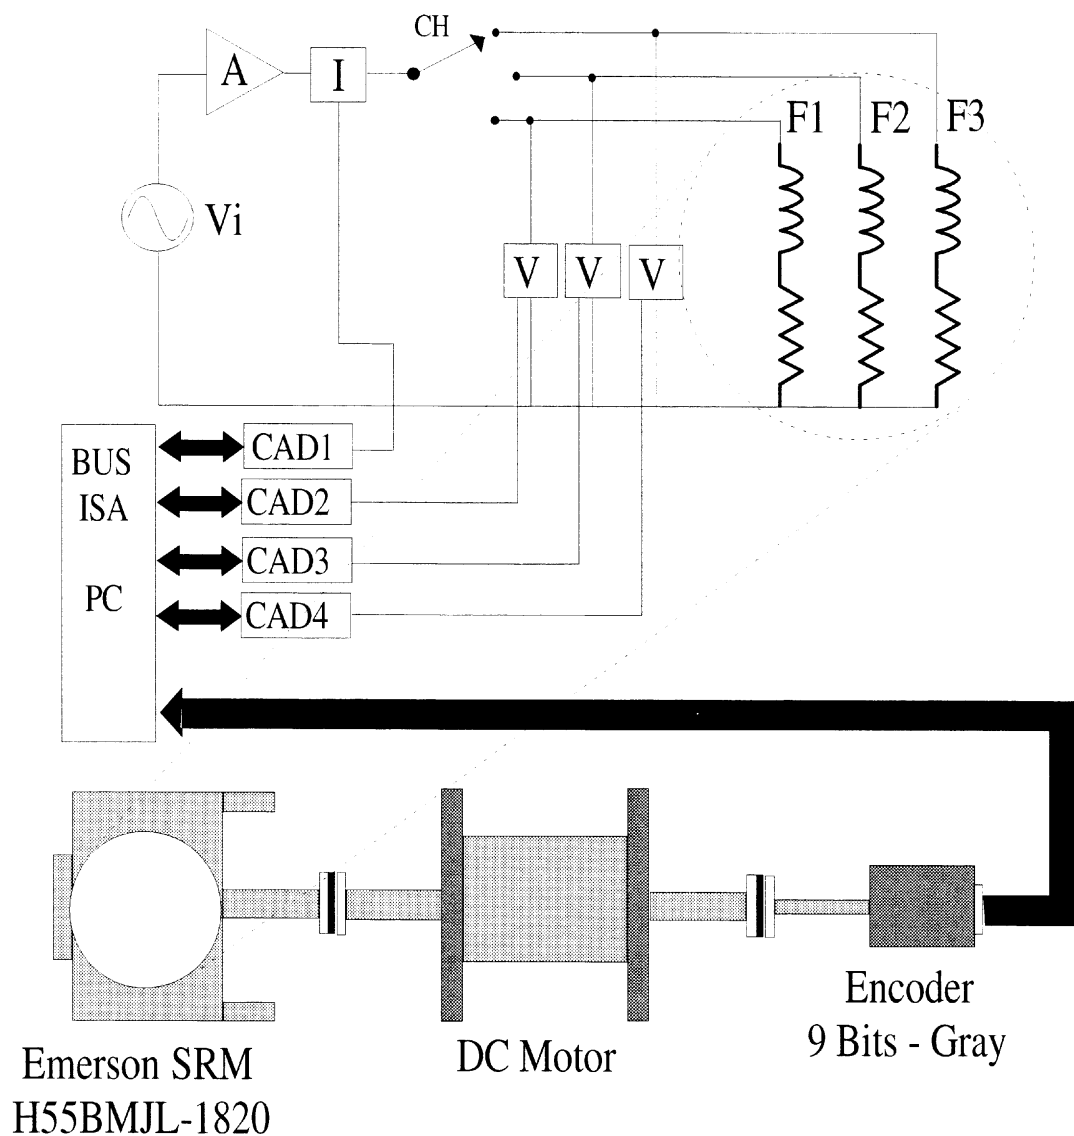 CH
A
I
F1
F2
F3
Vi
V
V
V
BUS
ISA
PC
CAD1
CAD2
CAD3
CAD4
Encoder
9 Bits - Gray
DC Motor
Emerson SRM
H55BMJL-1820